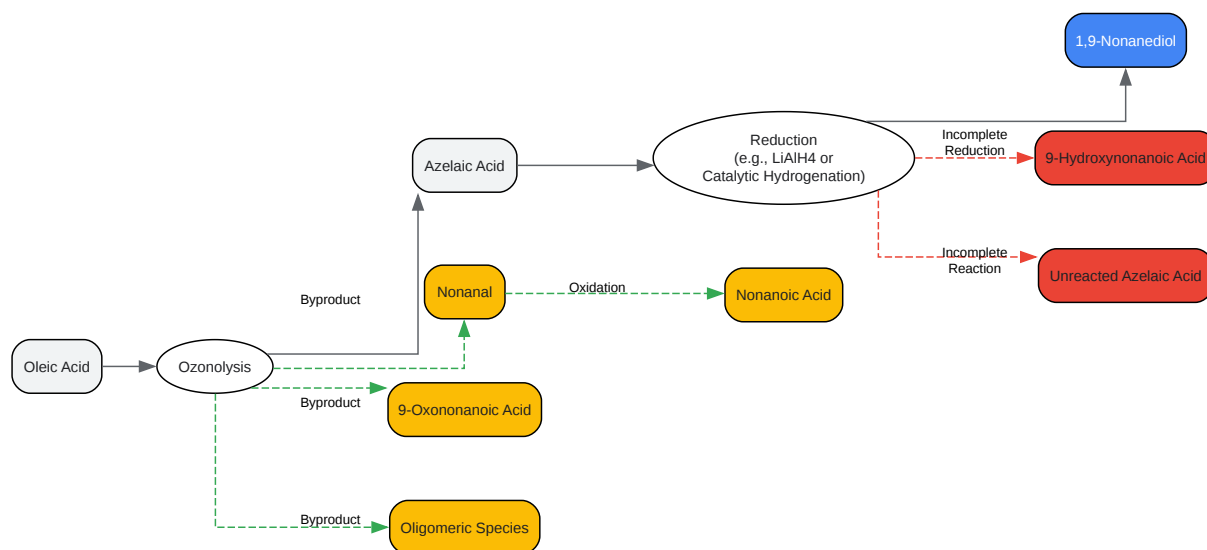 1,9-Nonanediol
Reduction
(e.g., LiAlH4 or
Catalytic Hydrogenation)
Incomplete
Reduction
9-Hydroxynonanoic Acid
Azelaic Acid
Incomplete
Reaction
Unreacted Azelaic Acid
Byproduct
Nonanal
Oxidation
Nonanoic Acid
Oleic Acid
Ozonolysis
Byproduct
9-Oxononanoic Acid
Byproduct
Oligomeric Species